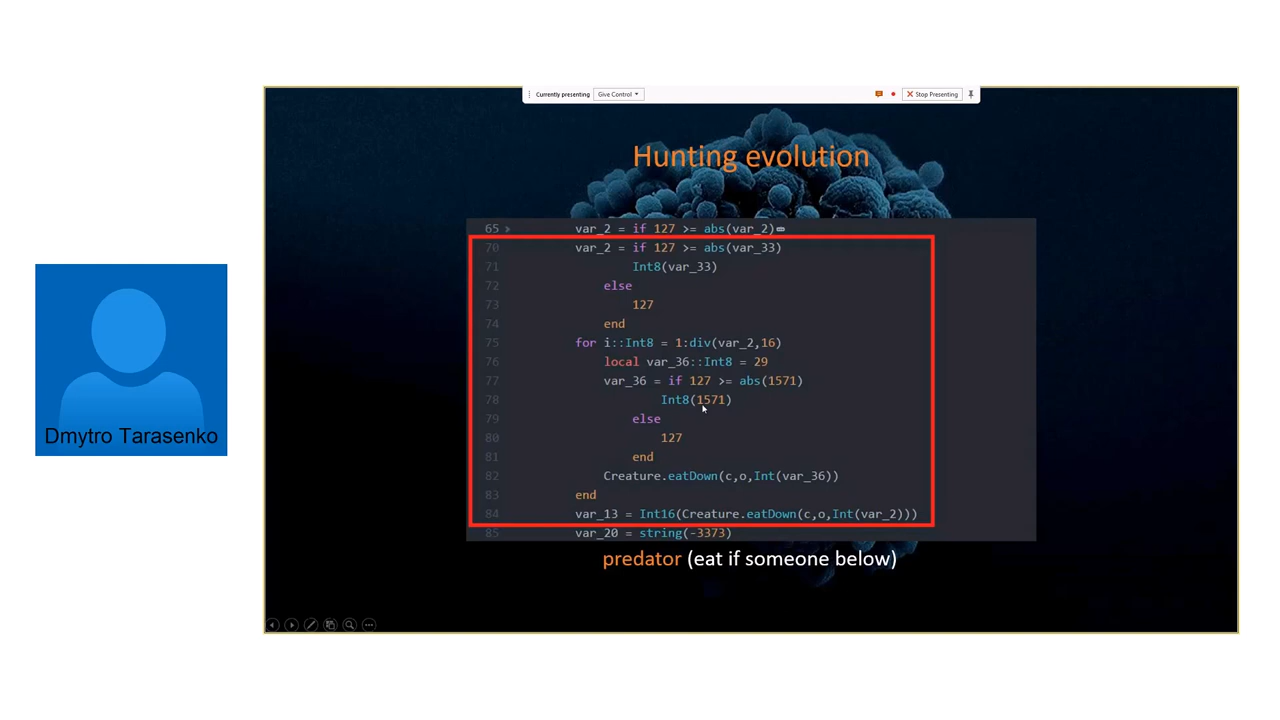 Currently presenting Give Control Stop Presenting
Hunting evolution
65 var_2 = if 127 >= abs(var_2)
70 var_2 = if 127 >= abs(var_33)
71 Int8(var_33)
72 else
73 127
74 end
75 for i::Int8 = 1:div(var_2,16)
76 local var_36::Int8 = 29
77 var_36 = if 127 >= abs(1571)
78 Int8(1571)
79 else
80 127
81 end
82 Creature.eatDown(c,o,Int(var_36))
83 end
84 var_13 = Int16(Creature.eatDown(c,o,Int(var_2)))
85 var_20 = string(-3373)
predator (eat if someone below)
Dmytro Tarasenko